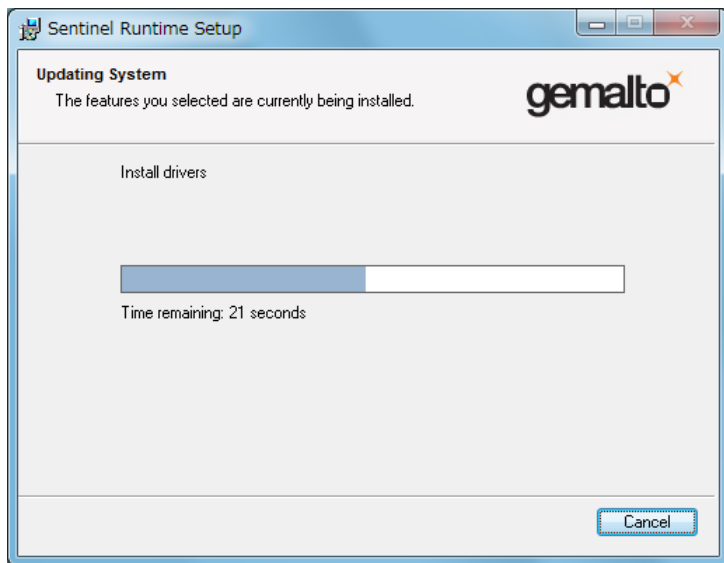 Sentinel Runtime Setup
Updating System
The features you selected are currently being installed.
gemalto
Install drivers
Time remaining: 21 seconds
Cancel